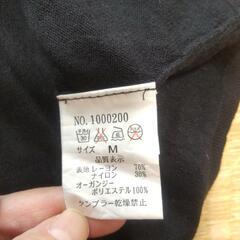 NO.1000200
サイズ M
品質表示
表地 レーヨン 70%
ナイロン 30%
オーガンジー
ポリエステル100%
タンブラー乾燥禁止